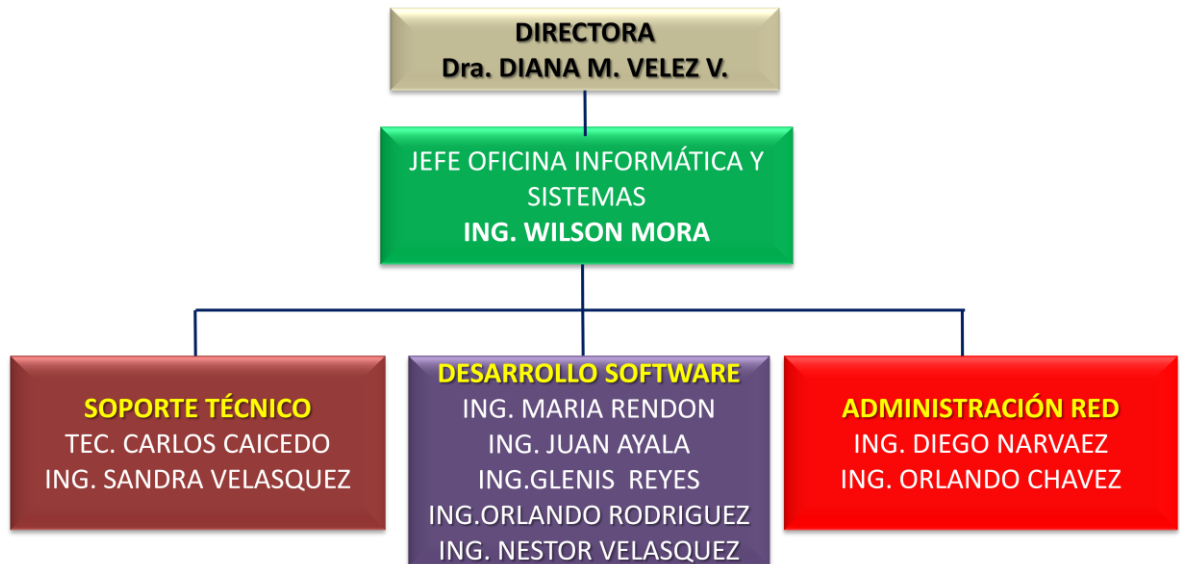 DIRECTORA
Dra. DIANA M. VELEZ V.
JEFE OFICINA INFORMÁTICA Y
SISTEMAS
ING. WILSON MORA
SOPORTE TÉCNICO
TEC. CARLOS CAICEDO
ING. SANDRA VELASQUEZ
DESARROLLO SOFTWARE
ING. MARIA RENDON
ING. JUAN AYALA
ING.GLENIS  REYES
ING.ORLANDO RODRIGUEZ
ING. NESTOR VELASQUEZ
ADMINISTRACIÓN RED
ING. DIEGO NARVAEZ
ING. ORLANDO CHAVEZ